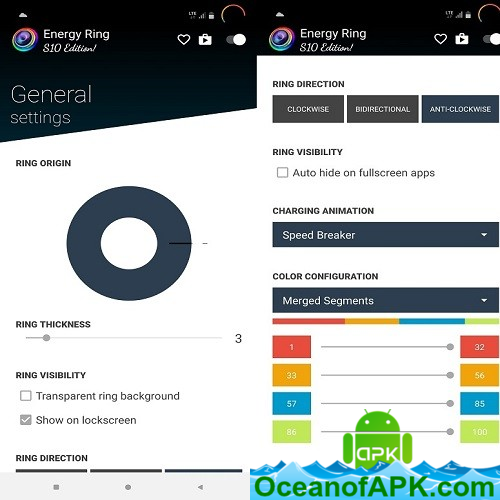 LTE
Energy Ring
S10 Edition!
General
settings
RING ORIGIN
RING THICKNESS
3
RING VISIBILITY
Transparent ring background
Show on lockscreen
RING DIRECTION
LTE
Energy Ring
S10 Edition!
RING DIRECTION
CLOCKWISE BIDIRECTIONAL ANTI-CLOCKWISE
RING VISIBILITY
Auto hide on fullscreen apps
CHARGING ANIMATION
Speed Breaker
COLOR CONFIGURATION
Merged Segments
1 32
33 56
57 85
86 100
APK
OceanofAPK.com